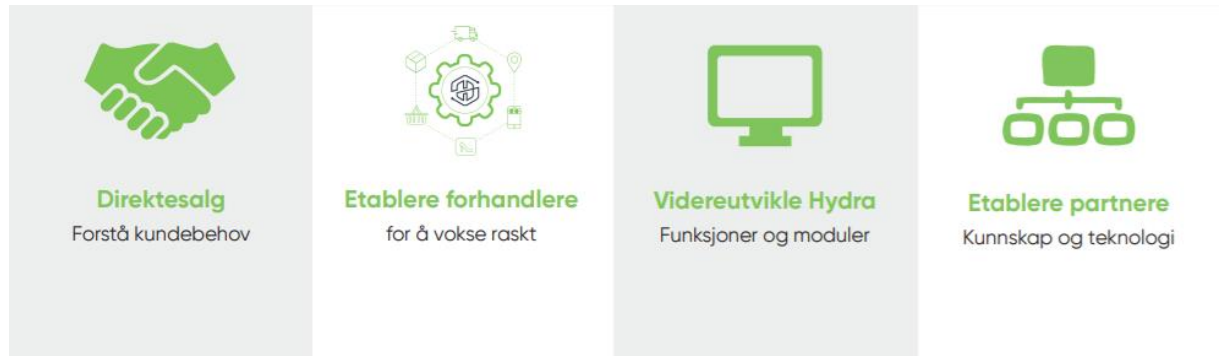 Direktesalg
Forstå kundebehov
Etablere forhandlere
for å vokse raskt
Videreutvikle Hydra
Funksjoner og moduler
Etablere partnere
Kunnskap og teknologi